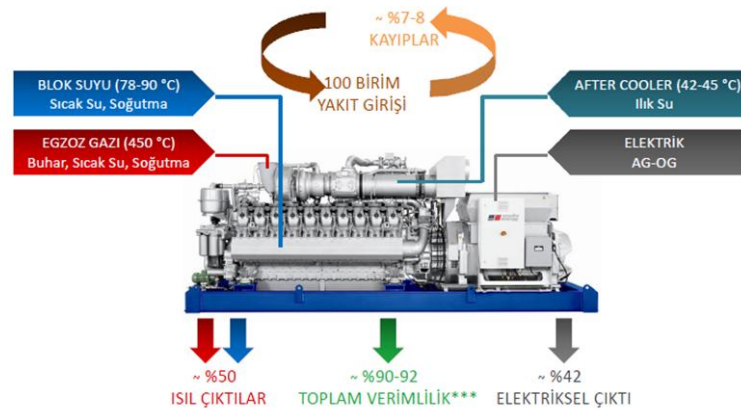 ~ %7-8
KAYIPLAR
100 BİRİM
YAKIT GİRİŞİ
BLOK SUYU (78-90 °C)
Sıcak Su, Soğutma
AFTER COOLER (42-45 °C)
Ilık Su
EGZOZ GAZI (450 °C)
Buhar, Sıcak Su, Soğutma
ELEKTRİK
AG-OG
~ %50
ISIL ÇIKTILAR
~ %90-92
TOPLAM VERİMLİLİK***
~ %42
ELEKTRİKSEL ÇIKTI